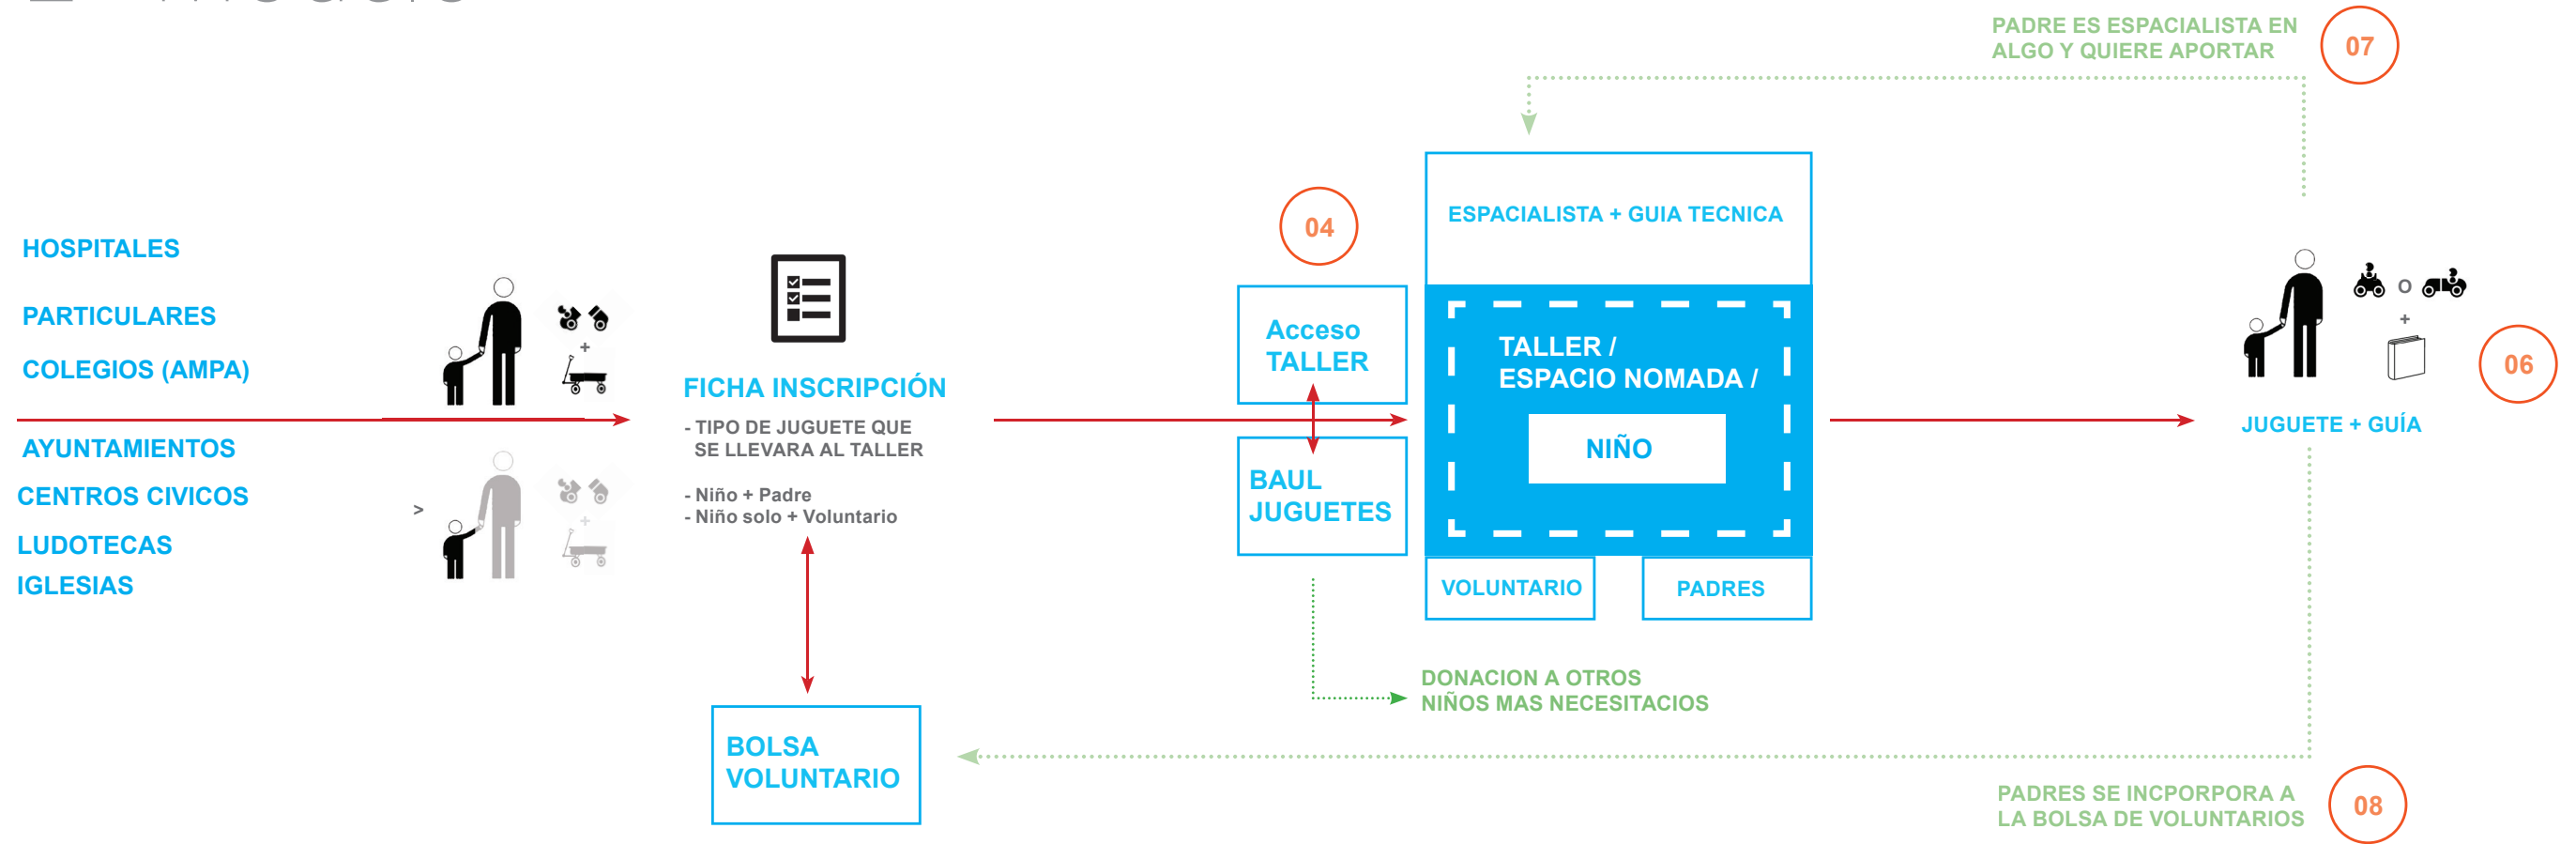 PADRE ES ESPACIALISTA EN
ALGO Y QUIERE APORTAR
07
ESPACIALISTA + GUIA TECNICA
04
HOSPITALES
PARTICULARES
COLEGIOS (AMPA)
AYUNTAMIENTOS
CENTROS CIVICOS
LUDOTECAS
IGLESIAS
+
>
+
FICHA INSCRIPCIÓN
- TIPO DE JUGUETE QUE
SE LLEVARA AL TALLER
- Niño + Padre
- Niño solo + Voluntario
BOLSA
VOLUNTARIO
Acceso
TALLER
BAUL
JUGUETES
TALLER /
ESPACIO NOMADA /
NIÑO
VOLUNTARIO
PADRES
DONACION A OTROS
NIÑOS MAS NECESITACIOS
O
+
06
JUGUETE + GUÍA
PADRES SE INCPORPORA A
LA BOLSA DE VOLUNTARIOS
08